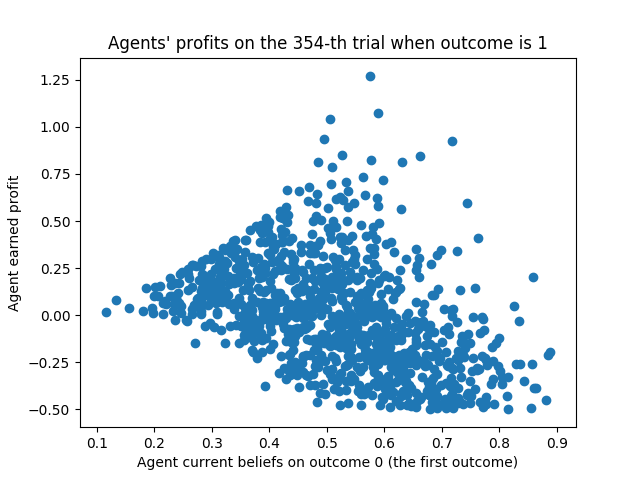 Agents' profits on the 354-th trial when outcome is 1
1.25
1.00
0.75
0.50
0.25
0.00
−0.25
−0.50
Agent earned profit
0.1 0.2 0.3 0.4 0.5 0.6 0.7 0.8 0.9
Agent current beliefs on outcome 0 (the first outcome)